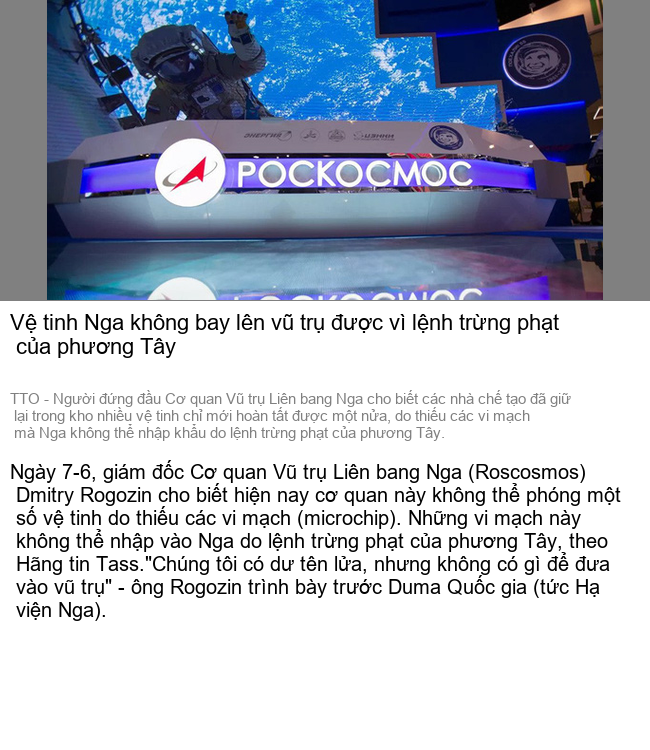 ЭНЕРГИЯ
РОСКОСМОС
Vệ tinh Nga không bay lên vũ trụ được vì lệnh trừng phạt
của phương Tây
TTO - Người đứng đầu Cơ quan Vũ trụ Liên bang Nga cho biết các nhà chế tạo đã giữ
lại trong kho nhiều vệ tinh chỉ mới hoàn tất được một nửa, do thiếu các vi mạch
mà Nga không thể nhập khẩu do lệnh trừng phạt của phương Tây.
Ngày 7-6, giám đốc Cơ quan Vũ trụ Liên bang Nga (Roscosmos)
Dmitry Rogozin cho biết hiện nay cơ quan này không thể phóng một
số vệ tinh do thiếu các vi mạch (microchip). Những vi mạch này
không thể nhập vào Nga do lệnh trừng phạt của phương Tây, theo
Hãng tin Tass."Chúng tôi có dư tên lửa, nhưng không có gì để đưa
vào vũ trụ" - ông Rogozin trình bày trước Duma Quốc gia (tức Hạ
viện Nga).